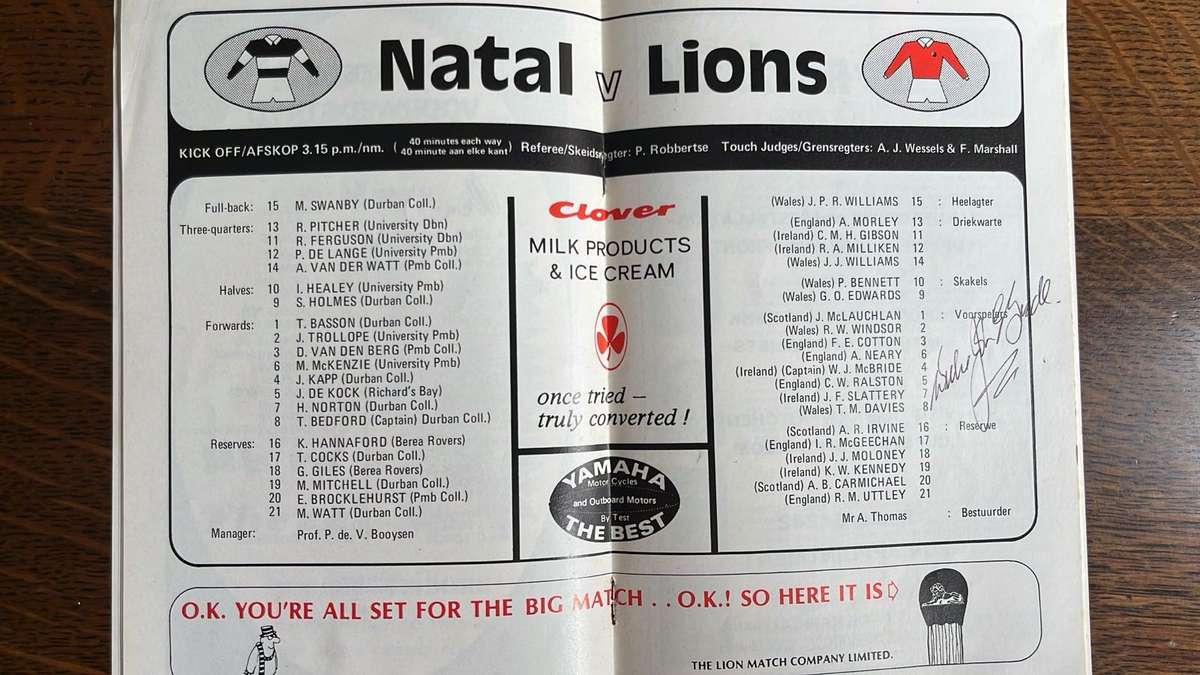 Natal v Lions
KICK OFF/AFSKOP 3.15 p.m./nm. ( 40 minutes each way
40 minute aan elke kant ) Referee/Skeidsregter: P. Robbertse Touch Judges/Grensregters: A. J. Wessels & F. Marshall
Full-back: 15 M. SWANBY (Durban Coll.)
Three-quarters: 13 R. PITCHER (University Dbn)
11 R. FERGUSON (University Dbn)
12 P. DE LANGE (University Pmb)
14 A. VAN DER WATT (Pmb Coll.)
Halves: 10 I. HEALEY (University Pmb)
9 S. HOLMES (Durban Coll.)
Forwards: 1 T. BASSON (Durban Coll.)
2 J. TROLLOPE (University Pmb)
3 D. VAN DEN BERG (Pmb Coll.)
6 M. McKENZIE (University Pmb)
4 J. KAPP (Durban Coll.)
5 J. DE KOCK (Richard's Bay)
7 H. NORTON (Durban Coll.)
8 T. BEDFORD (Captain) Durban Coll.)
Reserves: 16 K. HANNAFORD (Berea Rovers)
17 T. COCKS (Durban Coll.)
18 G. GILES (Berea Rovers)
19 M. MITCHELL (Durban Coll.)
20 E. BROCKLEHURST (Pmb Coll.)
21 M. WATT (Durban Coll.)
Manager: Prof. P. de. V. Booysen
Clover
MILK PRODUCTS
& ICE CREAM
once tried –
truly converted !
YAMAHA
Motor Cycles
and Outboard Motors
By Test
THE BEST
(Wales) J. P. R. WILLIAMS 15 : Heelagter
(England) A. MORLEY 13 : Driekwarte
(Ireland) C. M. H. GIBSON 11
(Ireland) R. A. MILLIKEN 12
(Wales) J. J. WILLIAMS 14
(Wales) P. BENNETT 10 : Skakels
(Wales) G. O. EDWARDS 9
(Scotland) J. McLAUCHLAN 1 : Voorspelers
(Wales) R. W. WINDSOR 2
(England) F. E. COTTON 3
(England) A. NEARY 6
(Ireland) (Captain) W. J. McBRIDE 4
(England) C. W. RALSTON 5
(Ireland) J. F. SLATTERY 7
(Wales) T. M. DAVIES 8
(Scotland) A. R. IRVINE 16 : Reserwe
(England) I. R. McGEECHAN 17
(Ireland) J. J. MOLONEY 18
(Ireland) K. W. KENNEDY 19
(Scotland) A. B. CARMICHAEL 20
(England) R. M. UTTLEY 21
Mr A. Thomas : Bestuurder
O.K. YOU'RE ALL SET FOR THE BIG MATCH . . O.K.! SO HERE IT IS
THE LION MATCH COMPANY LIMITED.